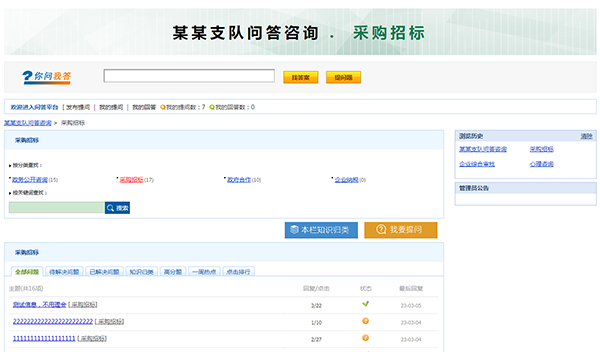 某某支队问答咨询 . 采购招标
?你问我答 找答案 提问题
欢迎进入问答平台 [ 发布提问 | 我的提问 | 我的回答 我的提问数：7 我的回答数：0
某某支队问答咨询 » 采购招标
采购招标
按分类查找：
政务公开咨询(15) 采购招标(17) 政府合作(10) 企业纳税(0)
按关键词查找：
搜索
浏览历史 清除
某某支队问答咨询 采购招标
企业综合审批 心理咨询
管理员公告
本栏知识归类 我要提问
采购招标
全部问题 待解决问题 已解决问题 知识归类 高分题 一周热点 点击排行
主题(共16项) 回复/点击 状态 最后回复
测试信息，不用理会 [ 采购招标] 3/22 23-03-05
22222222222222222222222 [ 采购招标] 1/10 23-03-04
111111111111111111 [ 采购招标] 2/27 23-03-04